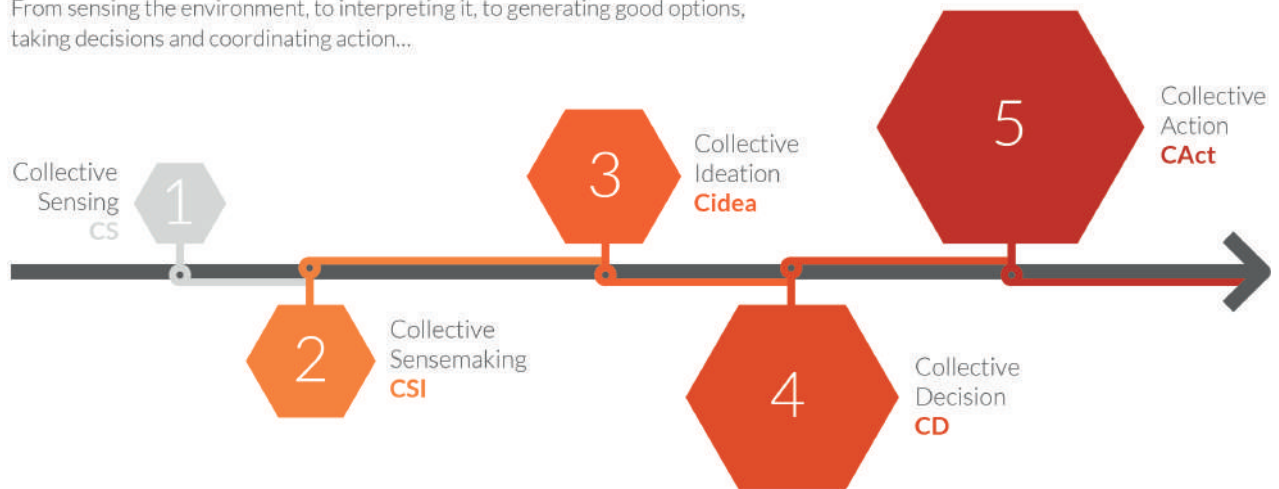 From sensing the environment, to interpreting it, to generating good options,
taking decisions and coordinating action...
1
Collective
Sensing
CS
2
Collective
Sensemaking
CSI
3
Collective
Ideation
Cidea
4
Collective
Decision
CD
5
Collective
Action
CAct